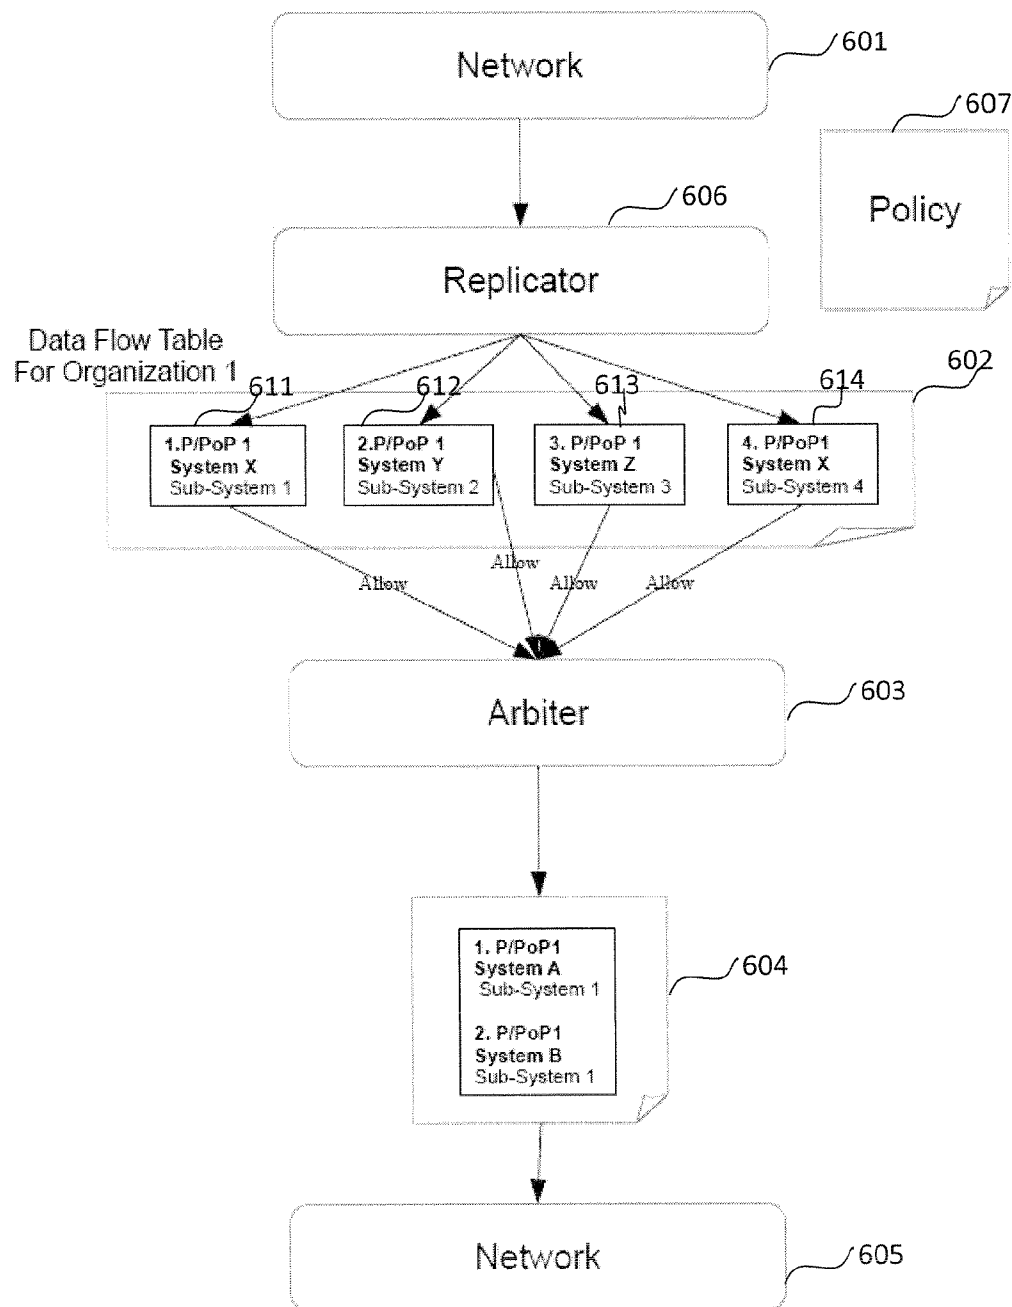 Network
601
607
Policy
606
Replicator
Data Flow Table
For Organization 1
611
612
613
614
602
1.P/PoP 1
System X
Sub-System 1
2.P/PoP 1
System Y
Sub-System 2
3. P/PoP 1
System Z
Sub-System 3
4. P/PoP1
System X
Sub-System 4
Allow
Allow
Allow
Allow
Arbiter
603
1. P/PoP1
System A
Sub-System 1
2. P/PoP1
System B
Sub-System 1
604
Network
605